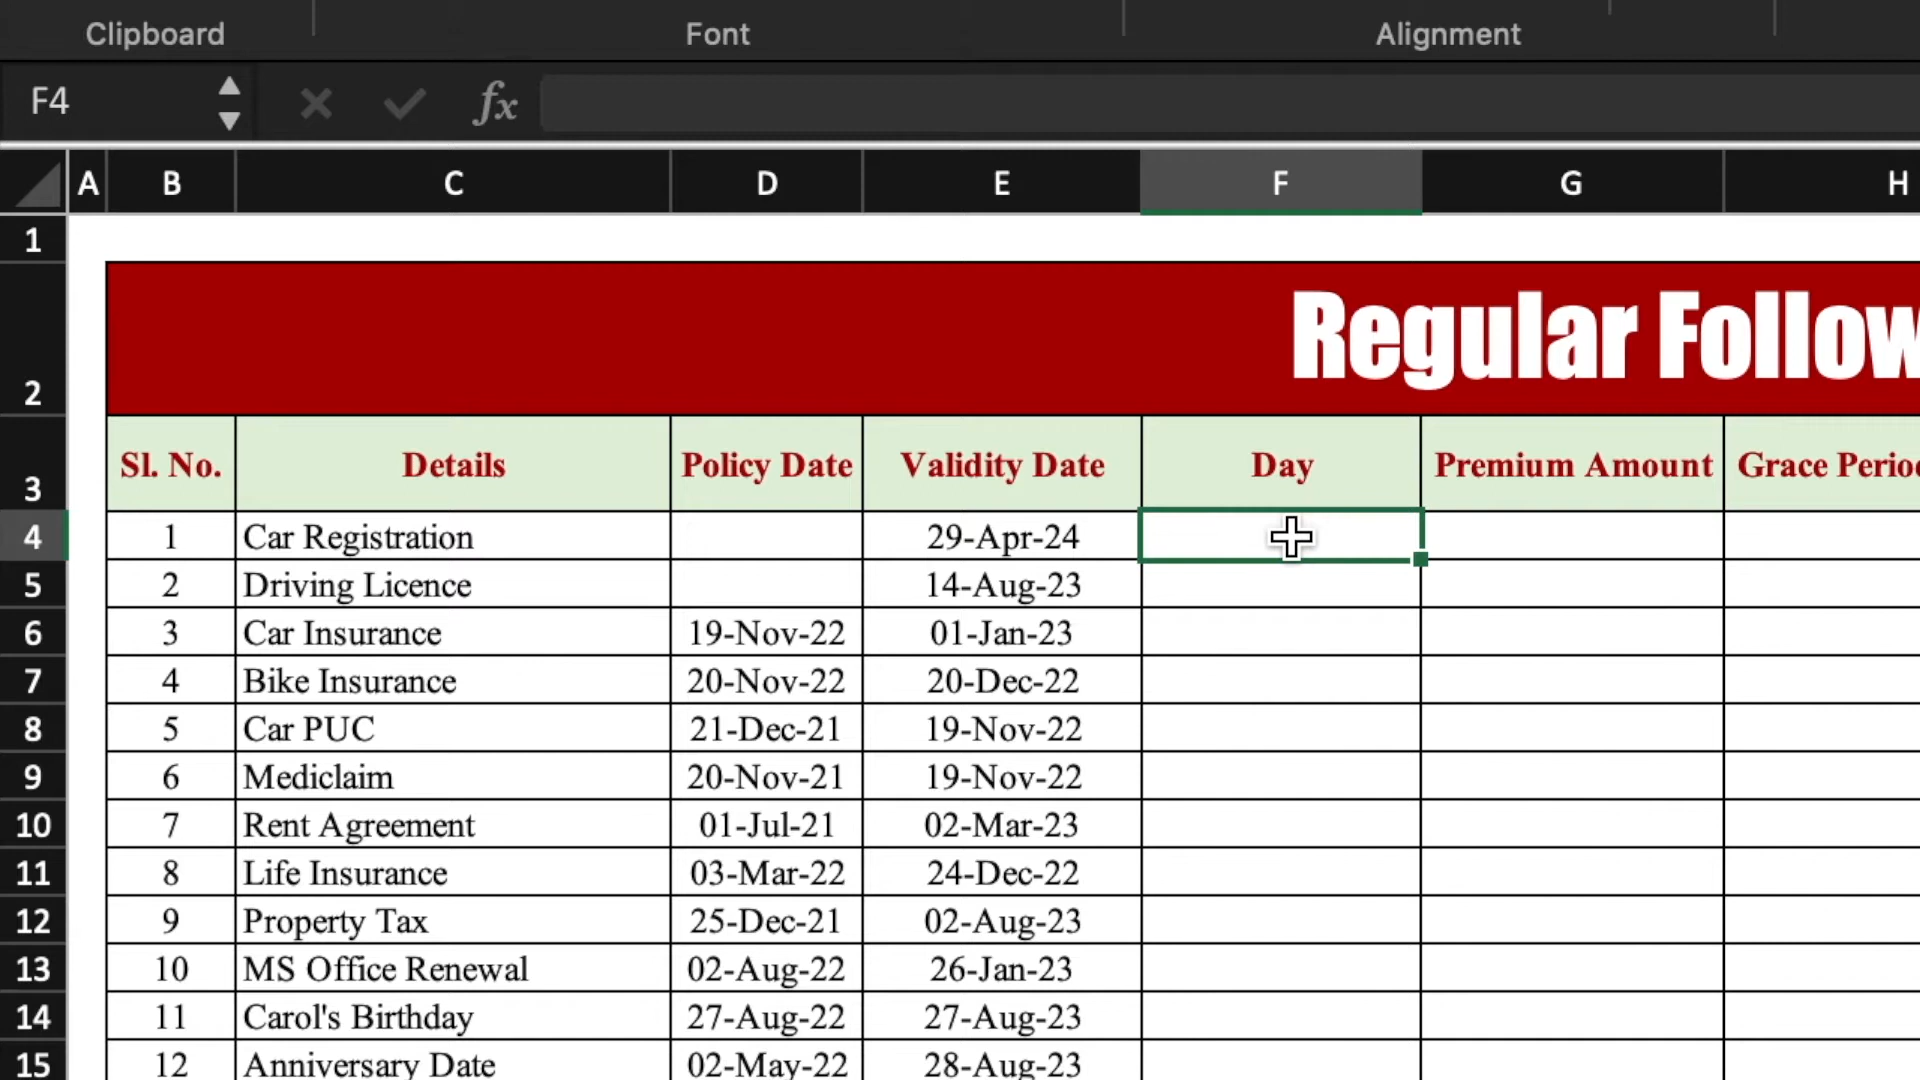 Clipboard Font Alignment
F4 fx
A B C D E F G H
1
2 Regular Follow
3 Sl. No. Details Policy Date Validity Date Day Premium Amount Grace Perio
4 1 Car Registration 29-Apr-24
5 2 Driving Licence 14-Aug-23
6 3 Car Insurance 19-Nov-22 01-Jan-23
7 4 Bike Insurance 20-Nov-22 20-Dec-22
8 5 Car PUC 21-Dec-21 19-Nov-22
9 6 Mediclaim 20-Nov-21 19-Nov-22
10 7 Rent Agreement 01-Jul-21 02-Mar-23
11 8 Life Insurance 03-Mar-22 24-Dec-22
12 9 Property Tax 25-Dec-21 02-Aug-23
13 10 MS Office Renewal 02-Aug-22 26-Jan-23
14 11 Carol's Birthday 27-Aug-22 27-Aug-23
15 12 Anniversary Date 02-May-22 28-Aug-23